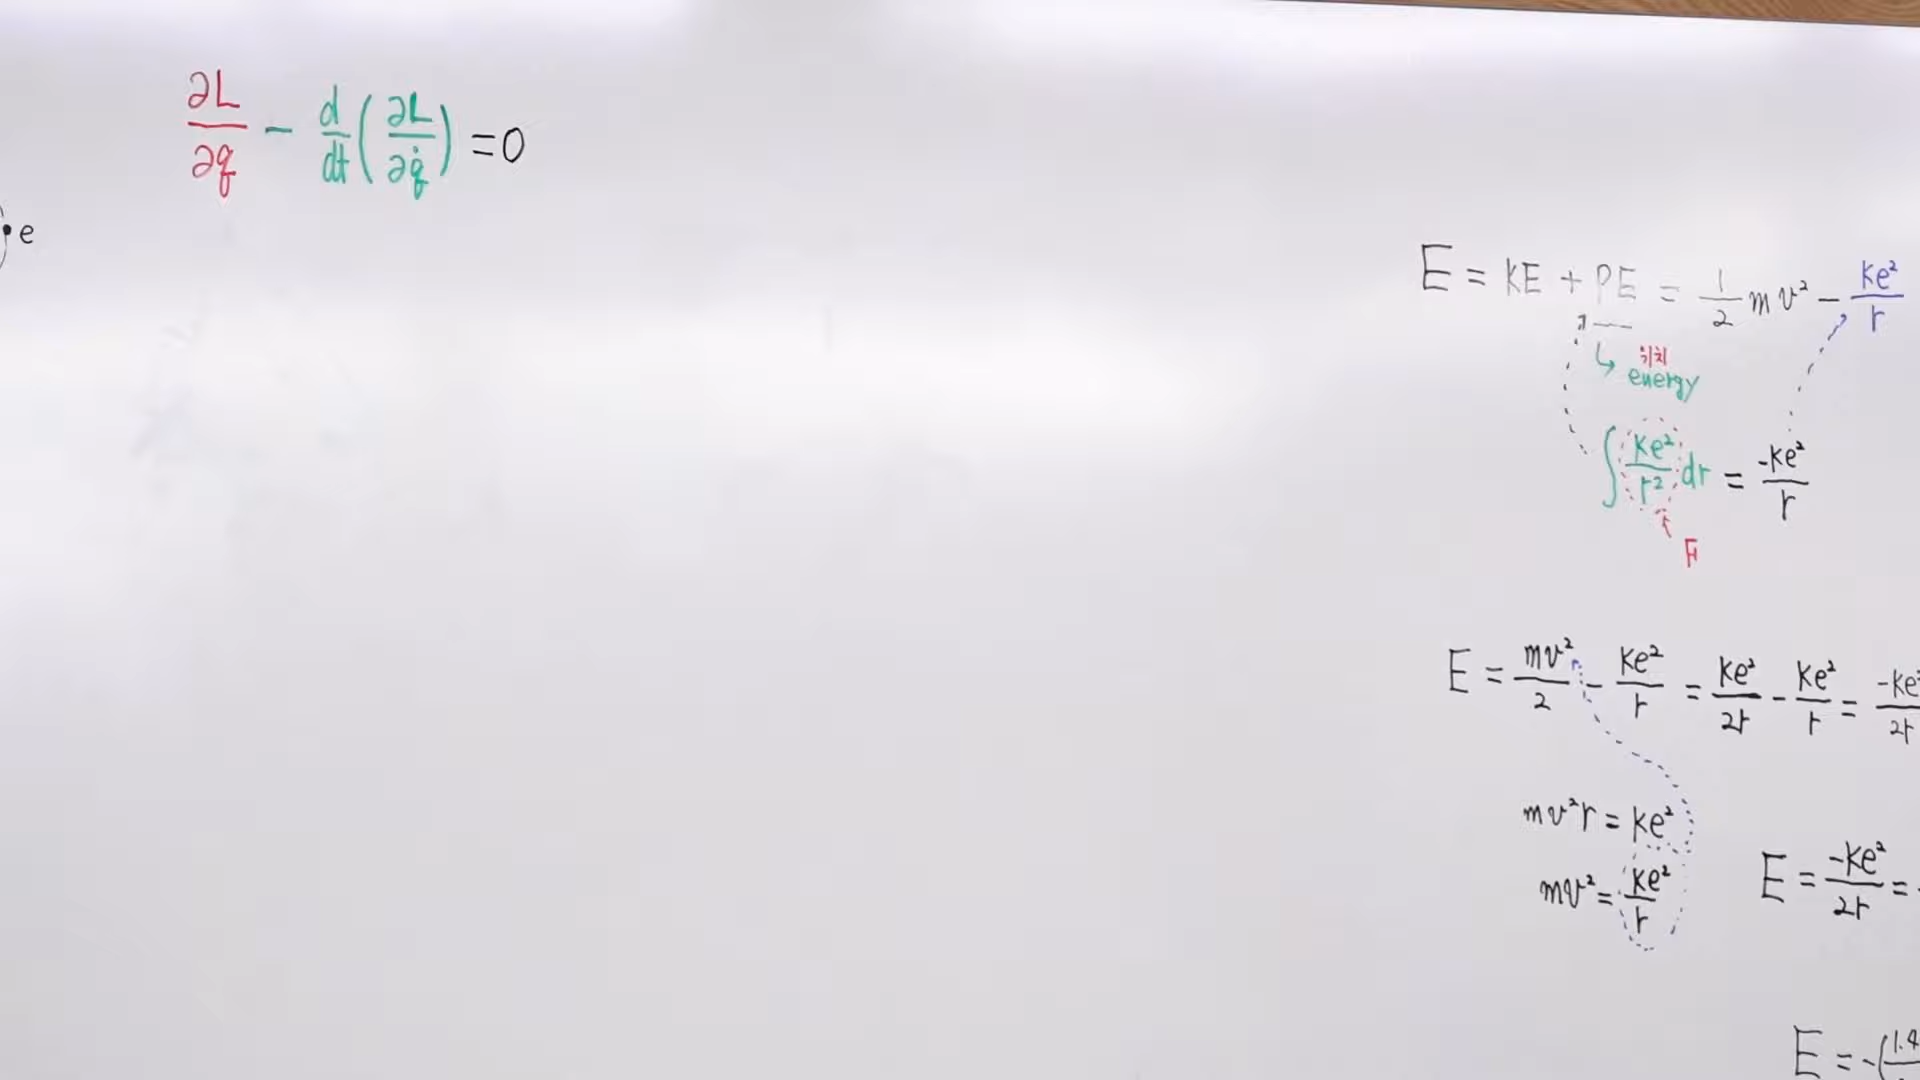 ∂L/∂q − d/dt(∂L/∂q̇) = 0
e
E = KE + PE = 1/2 mv² − ke²/r
↳ 위치
energy
∫ ke²/r² dr = -ke²/r
F
E = mv²/2 − ke²/r = ke²/2r − ke²/r = -ke²/2r
mv²r = ke²
mv² = ke²/r
E = -ke²/2r = -
E = -(1.4